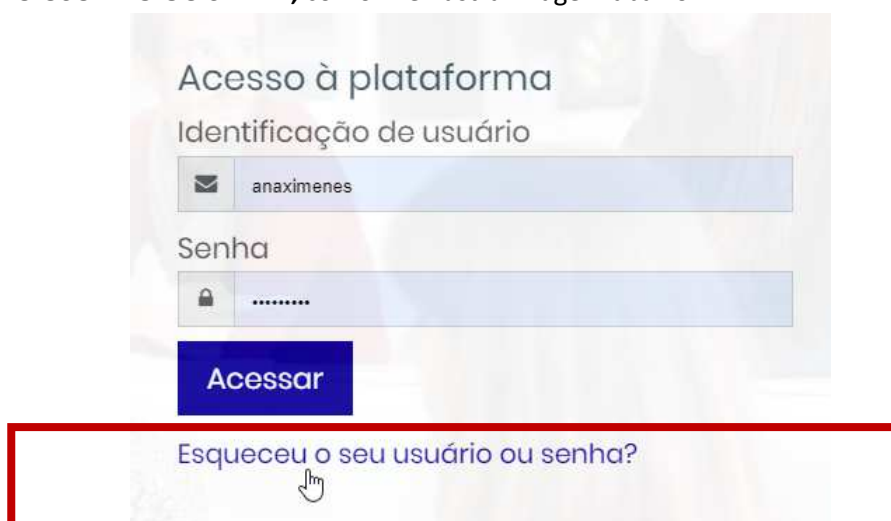 Acesso à plataforma
Identificação de usuário
anaximenes
Senha
.........
Acessar
Esqueceu o seu usuário ou senha?